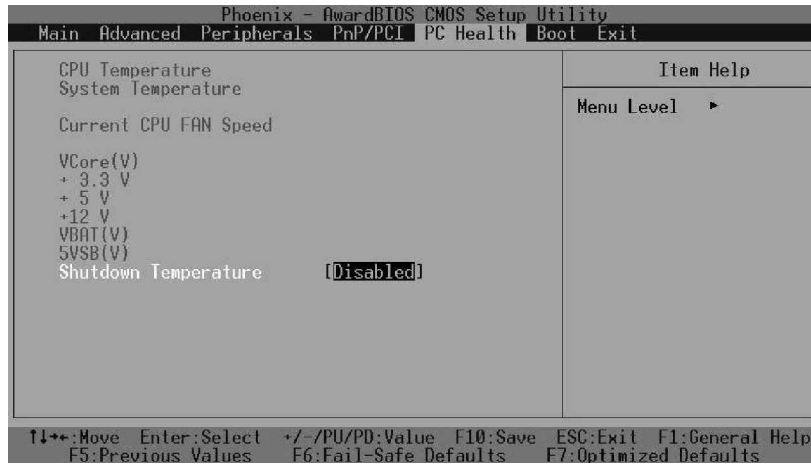 Phoenix - AwardBIOS CMOS Setup Utility
Main Advanced Peripherals PnP/PCI PC Health Boot Exit
CPU Temperature
System Temperature
Current CPU FAN Speed
VCore(V)
+ 3.3 V
+ 5 V
+12 V
VBAT(V)
5VSB(V)
Shutdown Temperature [Disabled]
Item Help
Menu Level ►
↑↓→←:Move Enter:Select +/-/PU/PD:Value F10:Save ESC:Exit F1:General Help
F5:Previous Values F6:Fail-Safe Defaults F7:Optimized Defaults